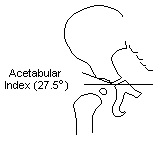 Acetabular
Index (27.5°)